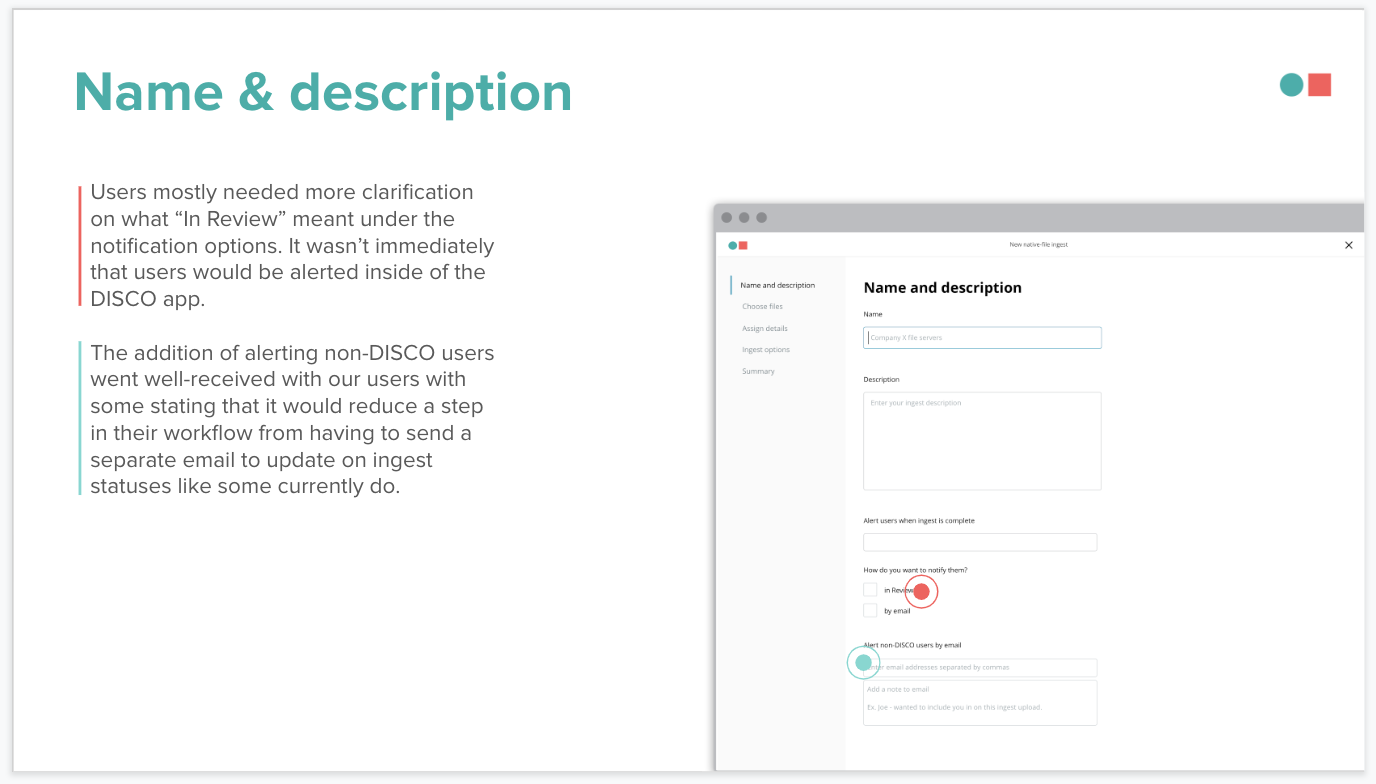 Name & description
Users mostly needed more clarification
on what “In Review” meant under the
notification options. It wasn’t immediately
that users would be alerted inside of the
DISCO app.
The addition of alerting non-DISCO users
went well-received with our users with
some stating that it would reduce a step
in their workflow from having to send a
separate email to update on ingest
statuses like some currently do.
New native-file ingest
Name and description
Choose files
Assign details
Ingest options
Summary
Name and description
Name
Company X file servers
Description
Enter your ingest description
Alert users when ingest is complete
How do you want to notify them?
in Review
by email
Alert non-DISCO users by email
Enter email addresses separated by commas
Add a note to email
Ex. Joe - wanted to include you in on this ingest upload.